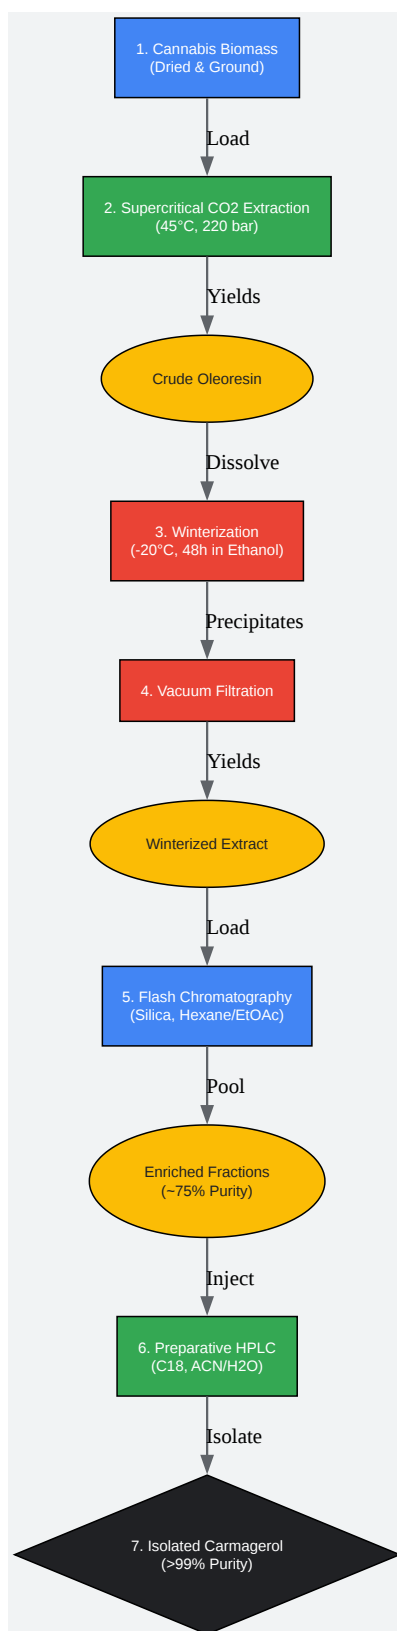 1. Cannabis Biomass
(Dried & Ground)
Load
2. Supercritical CO2 Extraction
(45°C, 220 bar)
Yields
Crude Oleoresin
Dissolve
3. Winterization
(-20°C, 48h in Ethanol)
Precipitates
4. Vacuum Filtration
Yields
Winterized Extract
Load
5. Flash Chromatography
(Silica, Hexane/EtOAc)
Pool
Enriched Fractions
(~75% Purity)
Inject
6. Preparative HPLC
(C18, ACN/H2O)
Isolate
7. Isolated Carmagerol
(>99% Purity)